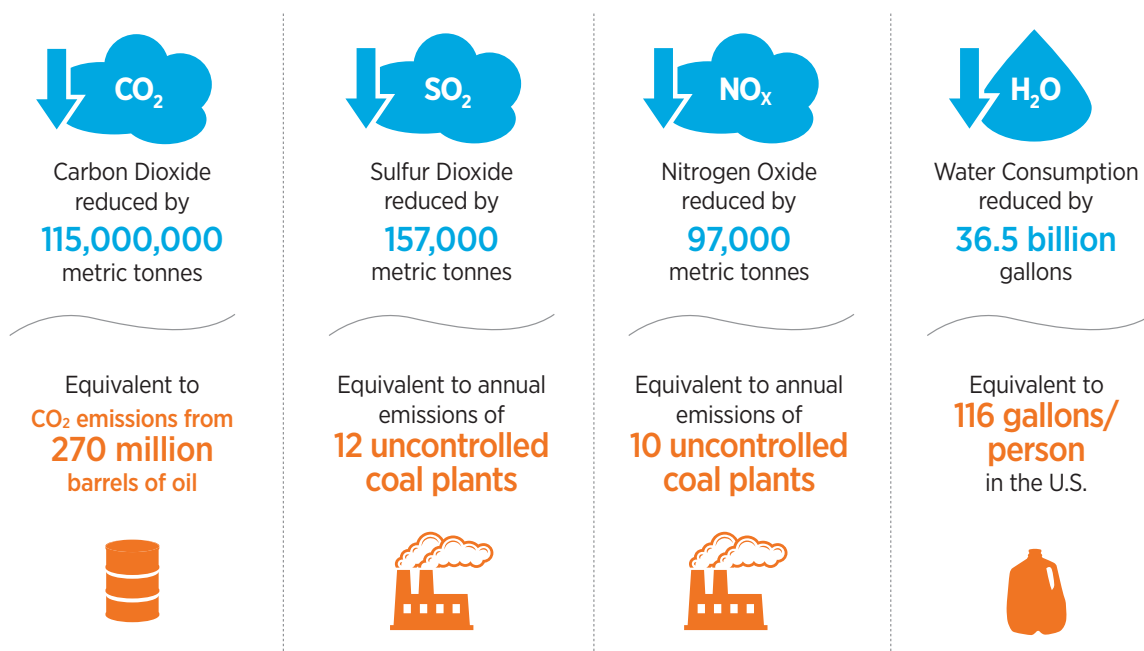 CO₂
Carbon Dioxide
reduced by
115,000,000
metric tonnes
Equivalent to
CO₂ emissions from
270 million
barrels of oil
SO₂
Sulfur Dioxide
reduced by
157,000
metric tonnes
Equivalent to annual
emissions of
12 uncontrolled
coal plants
NOₓ
Nitrogen Oxide
reduced by
97,000
metric tonnes
Equivalent to annual
emissions of
10 uncontrolled
coal plants
H₂O
Water Consumption
reduced by
36.5 billion
gallons
Equivalent to
116 gallons/
person
in the U.S.